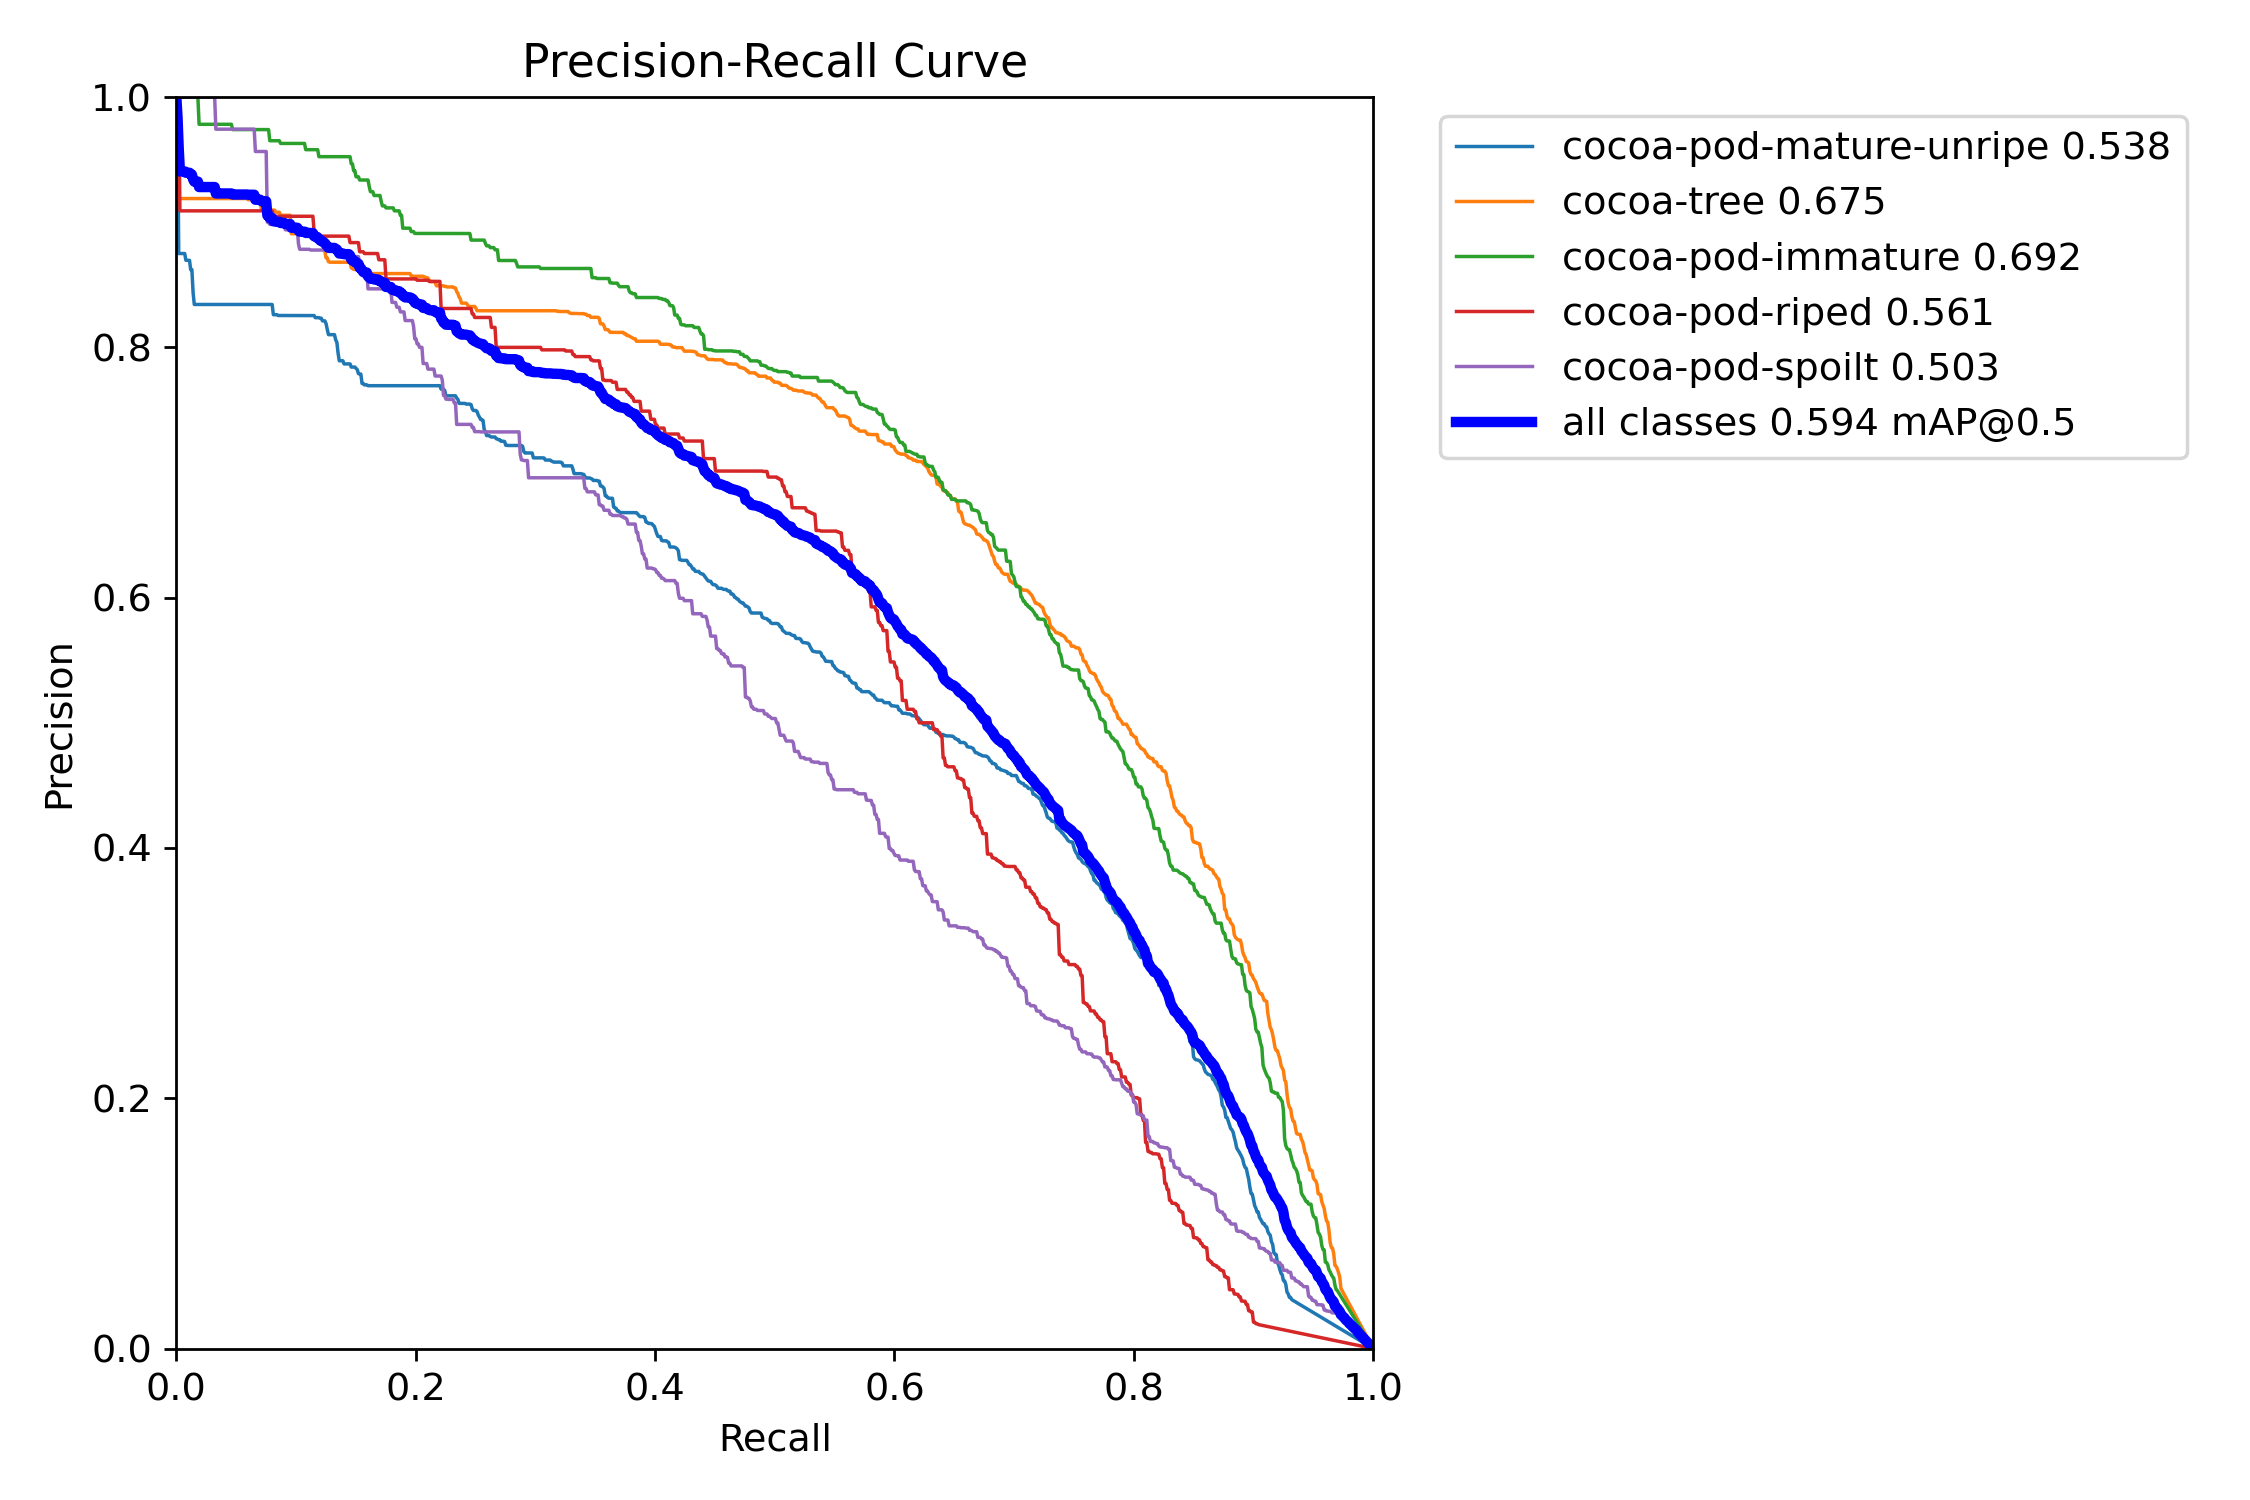 Precision-Recall Curve
1.0
0.8
0.6
0.4
0.2
0.0
Precision
0.0 0.2 0.4 0.6 0.8 1.0
Recall
cocoa-pod-mature-unripe 0.538
cocoa-tree 0.675
cocoa-pod-immature 0.692
cocoa-pod-riped 0.561
cocoa-pod-spoilt 0.503
all classes 0.594 mAP@0.5